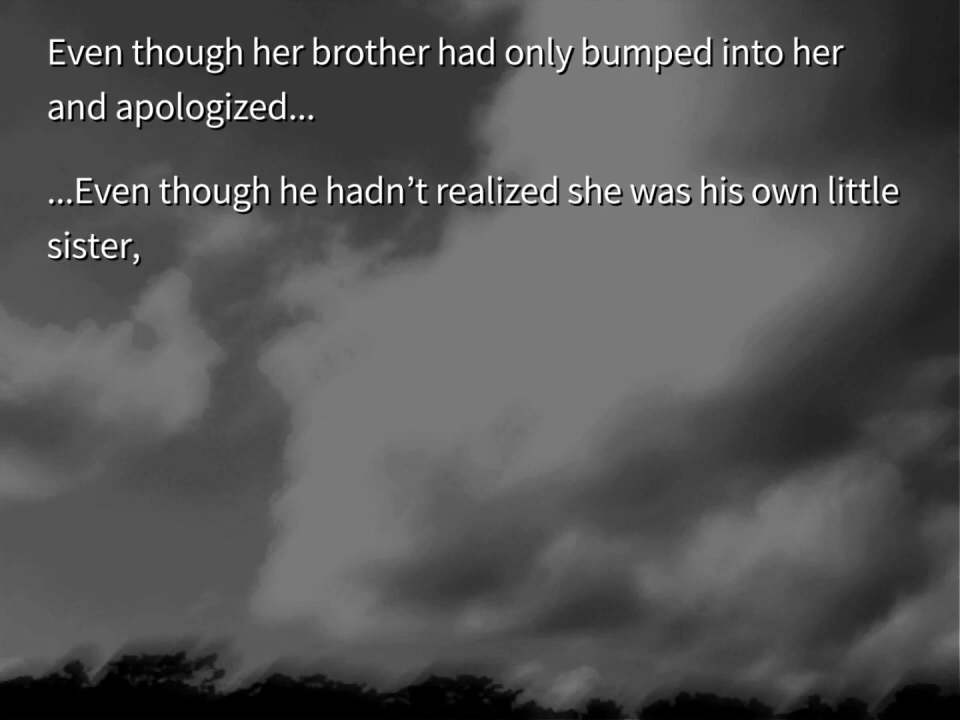 Even though her brother had only bumped into her
and apologized...
...Even though he hadn’t realized she was his own little
sister,